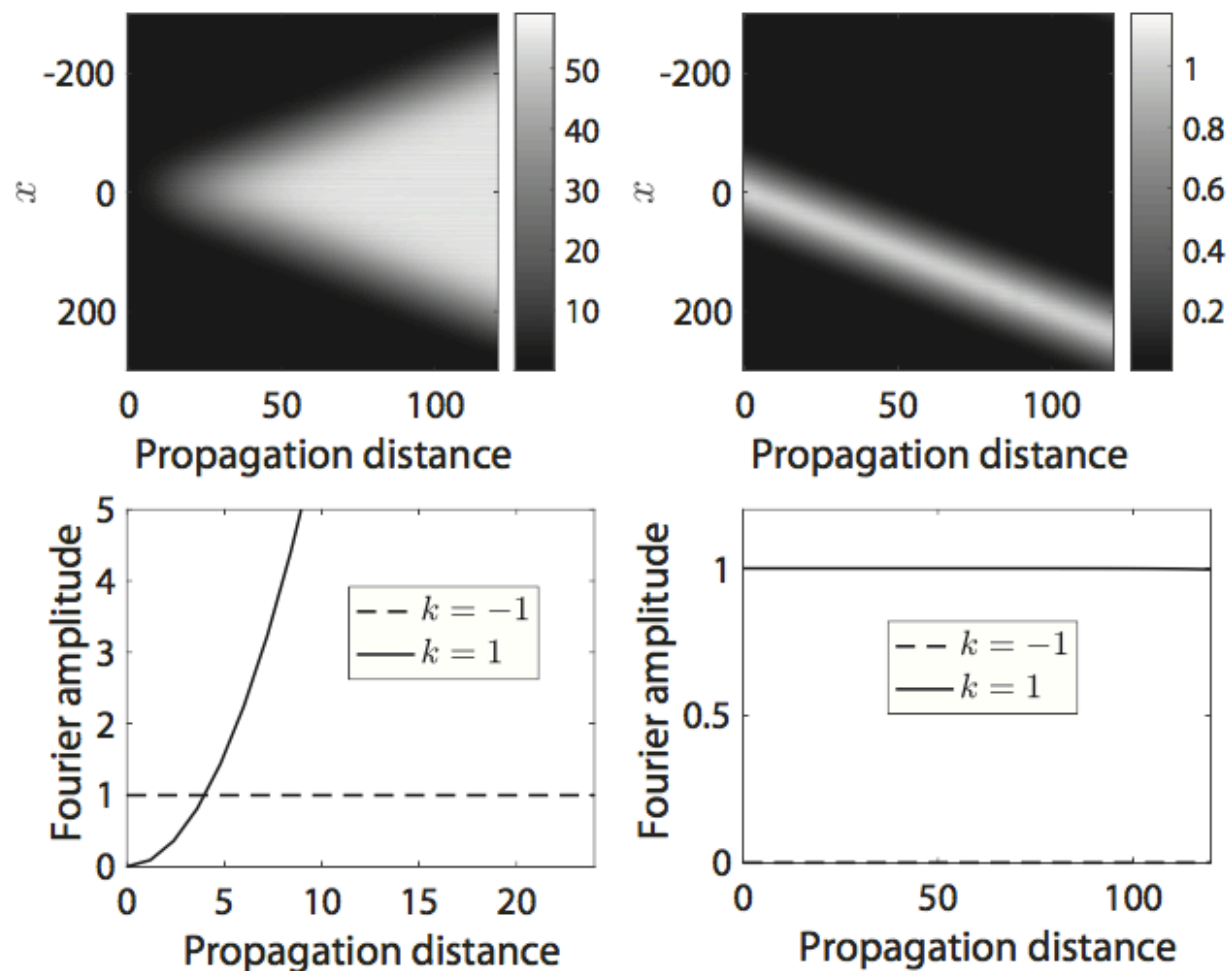 -200
0
200
x
0 50 100
Propagation distance
50
40
30
20
10
-200
0
200
x
0 50 100
Propagation distance
1
0.8
0.6
0.4
0.2
5
4
3
2
1
0
Fourier amplitude
k = −1
k = 1
0 5 10 15 20
Propagation distance
1
0.5
0
Fourier amplitude
k = −1
k = 1
0 50 100
Propagation distance